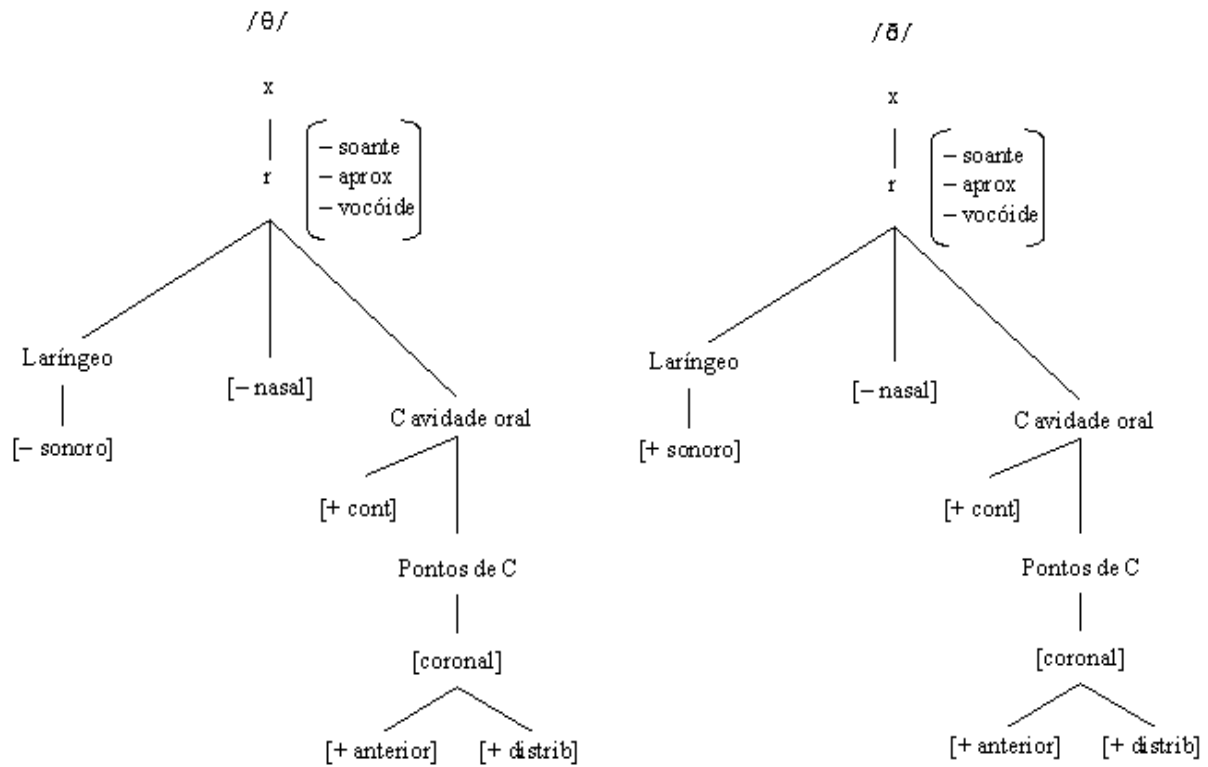 /θ/
x
r
– soante
– aprox
– vocóide
Laríngeo
[– nasal]
Cavidade oral
[– sonoro]
[+ cont]
Pontos de C
[coronal]
[+ anterior] [+ distrib]
/ð/
x
r
– soante
– aprox
– vocóide
Laríngeo
[– nasal]
Cavidade oral
[+ sonoro]
[+ cont]
Pontos de C
[coronal]
[+ anterior] [+ distrib]